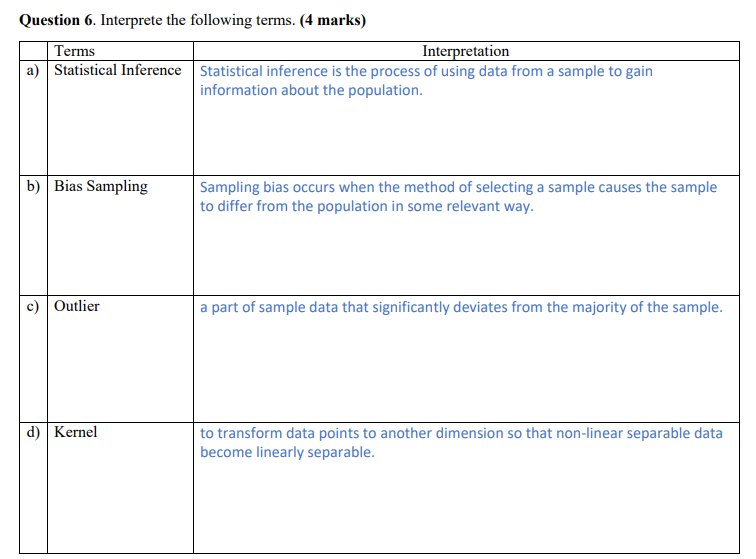 Question 6. Interprete the following terms. (4 marks)
Terms Interpretation
a) Statistical Inference Statistical inference is the process of using data from a sample to gain
information about the population.
b) Bias Sampling Sampling bias occurs when the method of selecting a sample causes the sample
to differ from the population in some relevant way.
c) Outlier a part of sample data that significantly deviates from the majority of the sample.
d) Kernel to transform data points to another dimension so that non-linear separable data
become linearly separable.